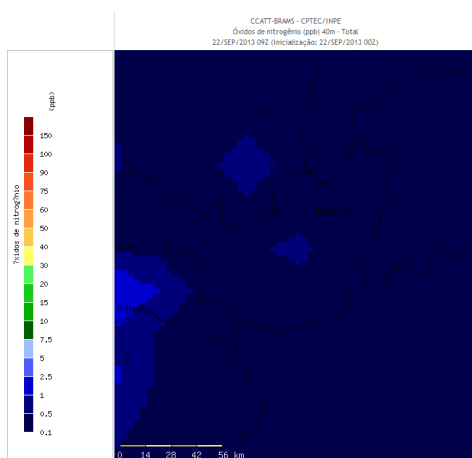 CCATT-BRAMS - CPTEC/INPE
Óxidos de nitrogênio (ppb) 40m - Total
22/SEP/2013 09Z (Inicialização: 22/SEP/2013 00Z)
(ppb)
?xidos de nitrog?nio
150
100
90
75
60
50
40
30
20
15
10
7.5
5
2.5
1
0.5
0.1
0 14 28 42 56 km